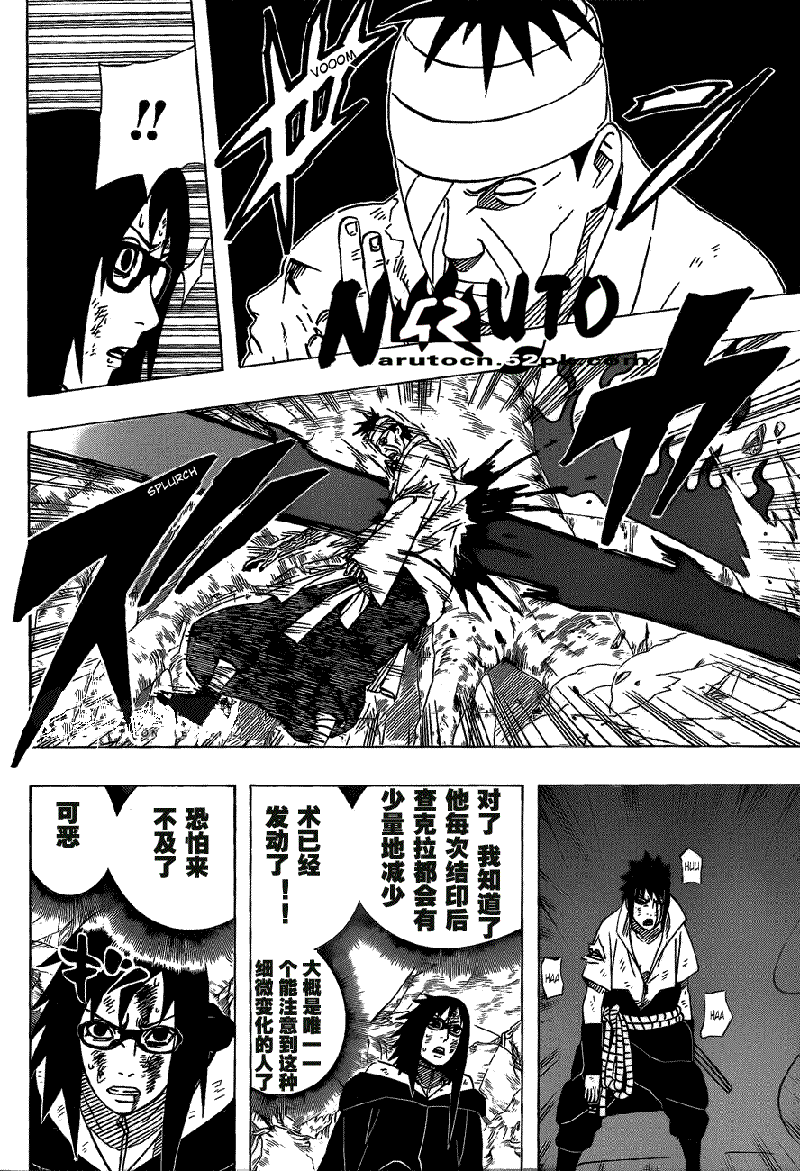 VOOOM
!!
NARUTO
arutocn.52pk.com
SPLURCH
HUU
HAA
HAA
对了 我知道了
他每次结印后
查克拉都会有
少量地减少
术已经
发动了！！
大概是唯一一
个能注意到这种
细微变化的人了
恐怕来
不及了
可恶